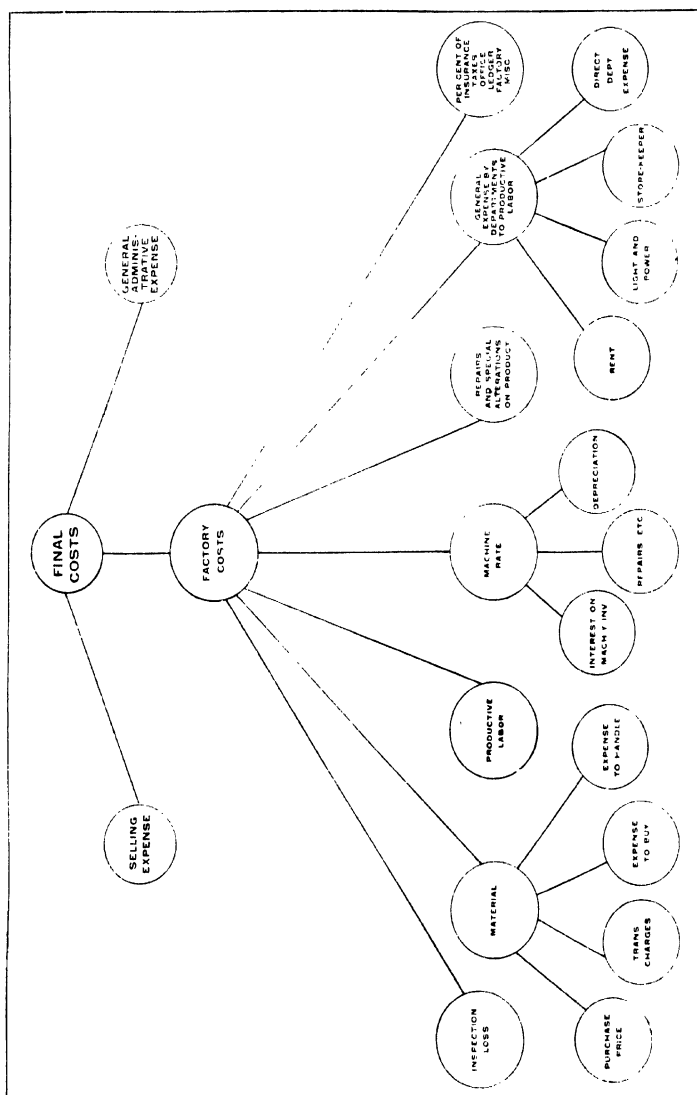 FINAL
COSTS
SELLING
EXPENSE
GENERAL
ADMINIS-
TRATIVE
EXPENSE
FACTORY
COSTS
INSPECTION
LOSS
MATERIAL
PRODUCTIVE
LABOR
MACHINE
RATE
REPAIRS
AND SPECIAL
ALTERATIONS
ON PRODUCT
GENERAL
EXPENSE BY
DEPARTMENTS
TO PRODUCTIVE
LABOR
PER CENT OF
INSURANCE
TAXES
OFFICE
LEDGER
FACTORY
MISC
PURCHASE
PRICE
TRANS
CHARGES
EXPENSE
TO BUY
EXPENSE
TO HANDLE
INTEREST ON
MACH'Y INV
REPAIRS ETC
DEPRECIATION
RENT
LIGHT AND
POWER
STORE-KEEPER
DIRECT
DEPT
EXPENSE